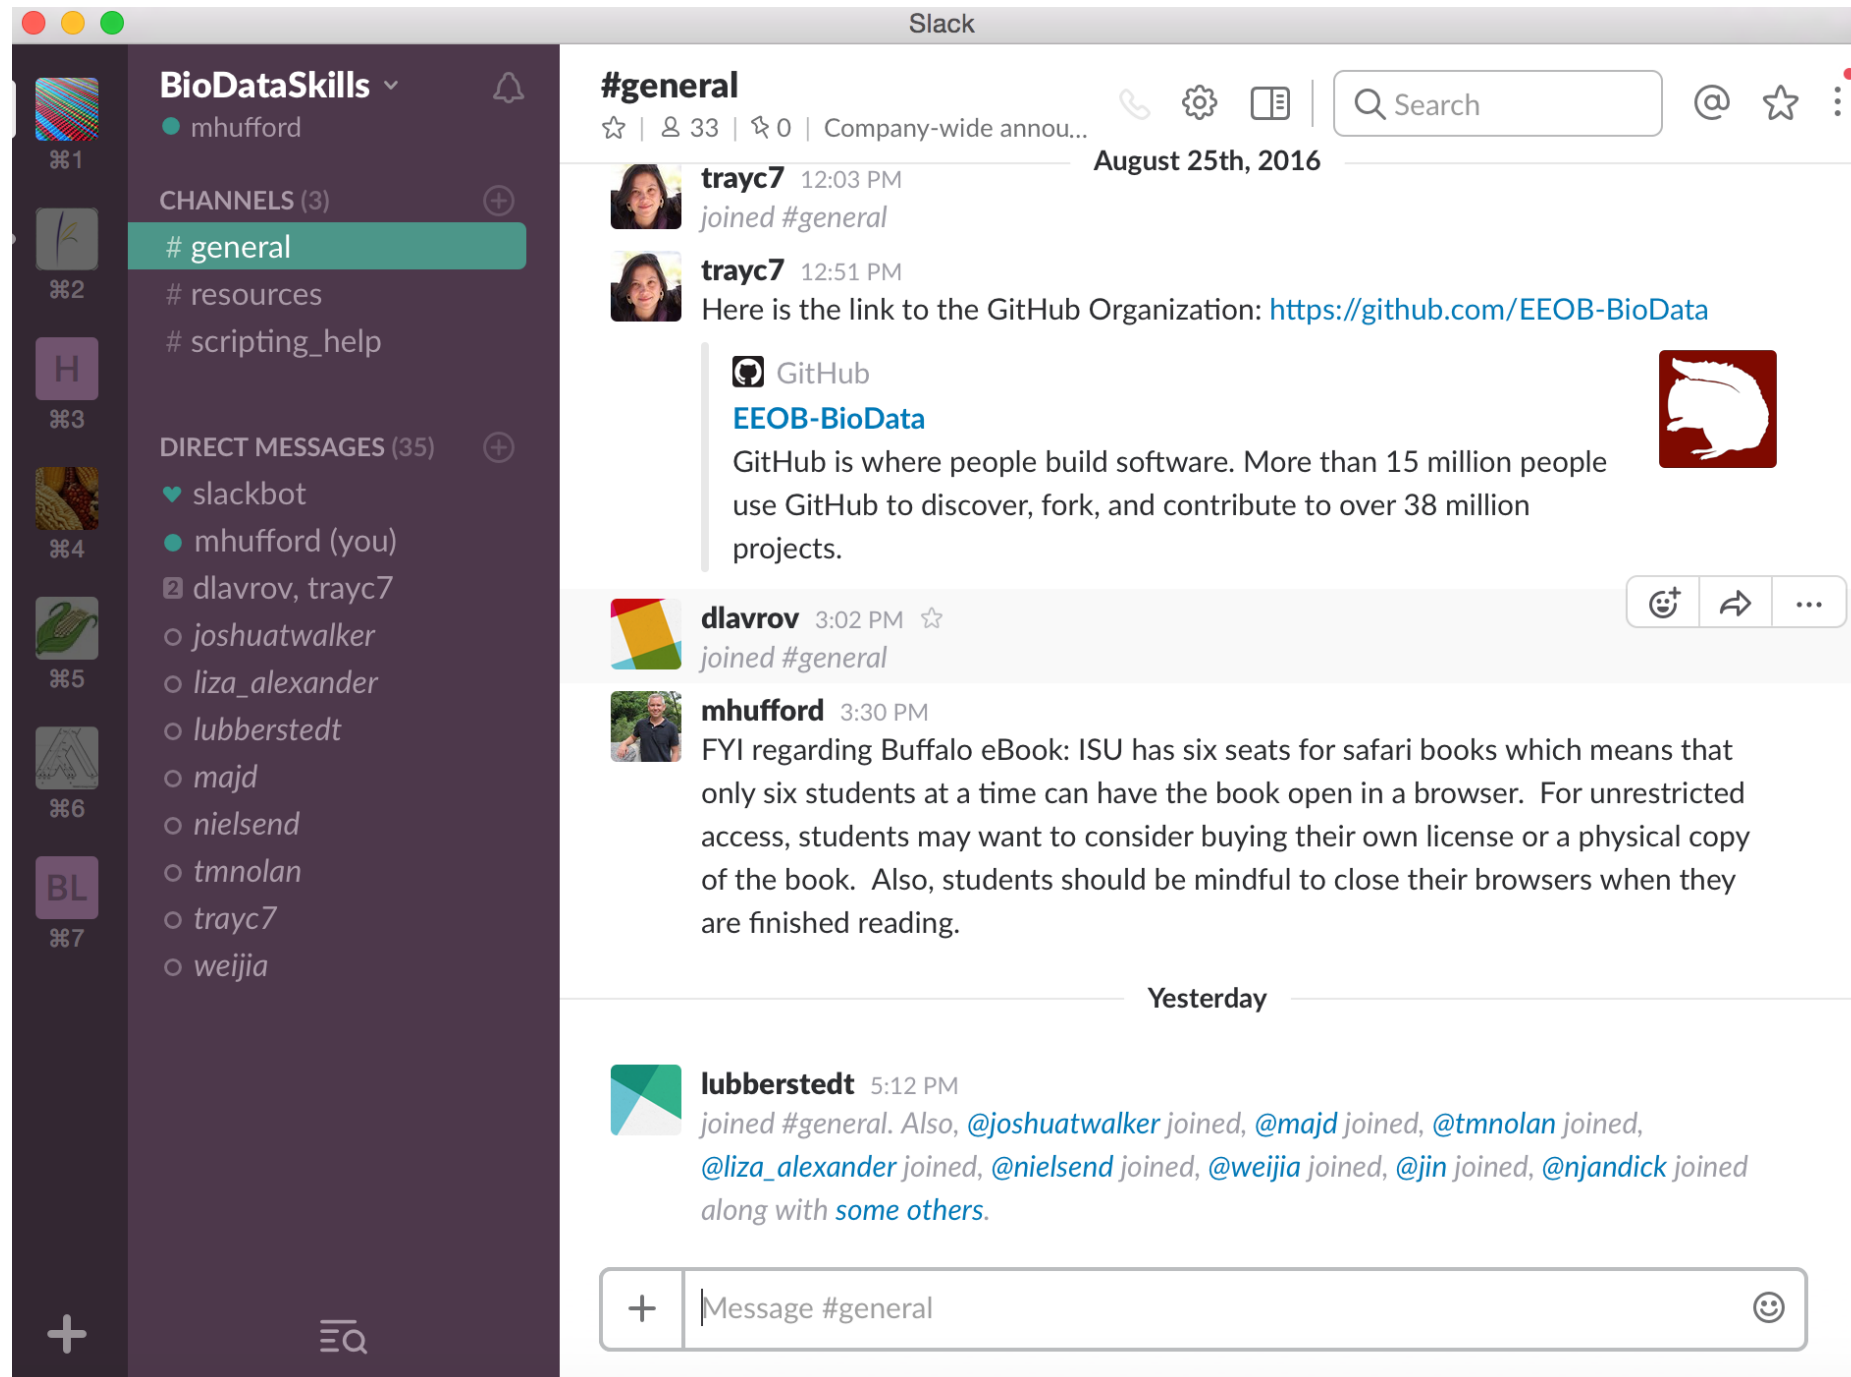 Slack
⌘1
⌘2
H
⌘3
⌘4
⌘5
⌘6
BL
⌘7
BioDataSkills
mhufford
CHANNELS (3)
# general
# resources
# scripting_help
DIRECT MESSAGES (35)
slackbot
mhufford (you)
2 dlavrov, trayc7
joshuatwalker
liza_alexander
lubberstedt
majd
nielsend
tmnolan
trayc7
weijia
#general
33 | 0 | Company-wide annou...
Search
August 25th, 2016
trayc7 12:03 PM
joined #general
trayc7 12:51 PM
Here is the link to the GitHub Organization: https://github.com/EEOB-BioData
GitHub
EEOB-BioData
GitHub is where people build software. More than 15 million people
use GitHub to discover, fork, and contribute to over 38 million
projects.
dlavrov 3:02 PM
joined #general
mhufford 3:30 PM
FYI regarding Buffalo eBook: ISU has six seats for safari books which means that
only six students at a time can have the book open in a browser.  For unrestricted
access, students may want to consider buying their own license or a physical copy
of the book.  Also, students should be mindful to close their browsers when they
are finished reading.
Yesterday
lubberstedt 5:12 PM
joined #general. Also, @joshuatwalker joined, @majd joined, @tmnolan joined,
@liza_alexander joined, @nielsend joined, @weijia joined, @jin joined, @njandick joined
along with some others.
Message #general